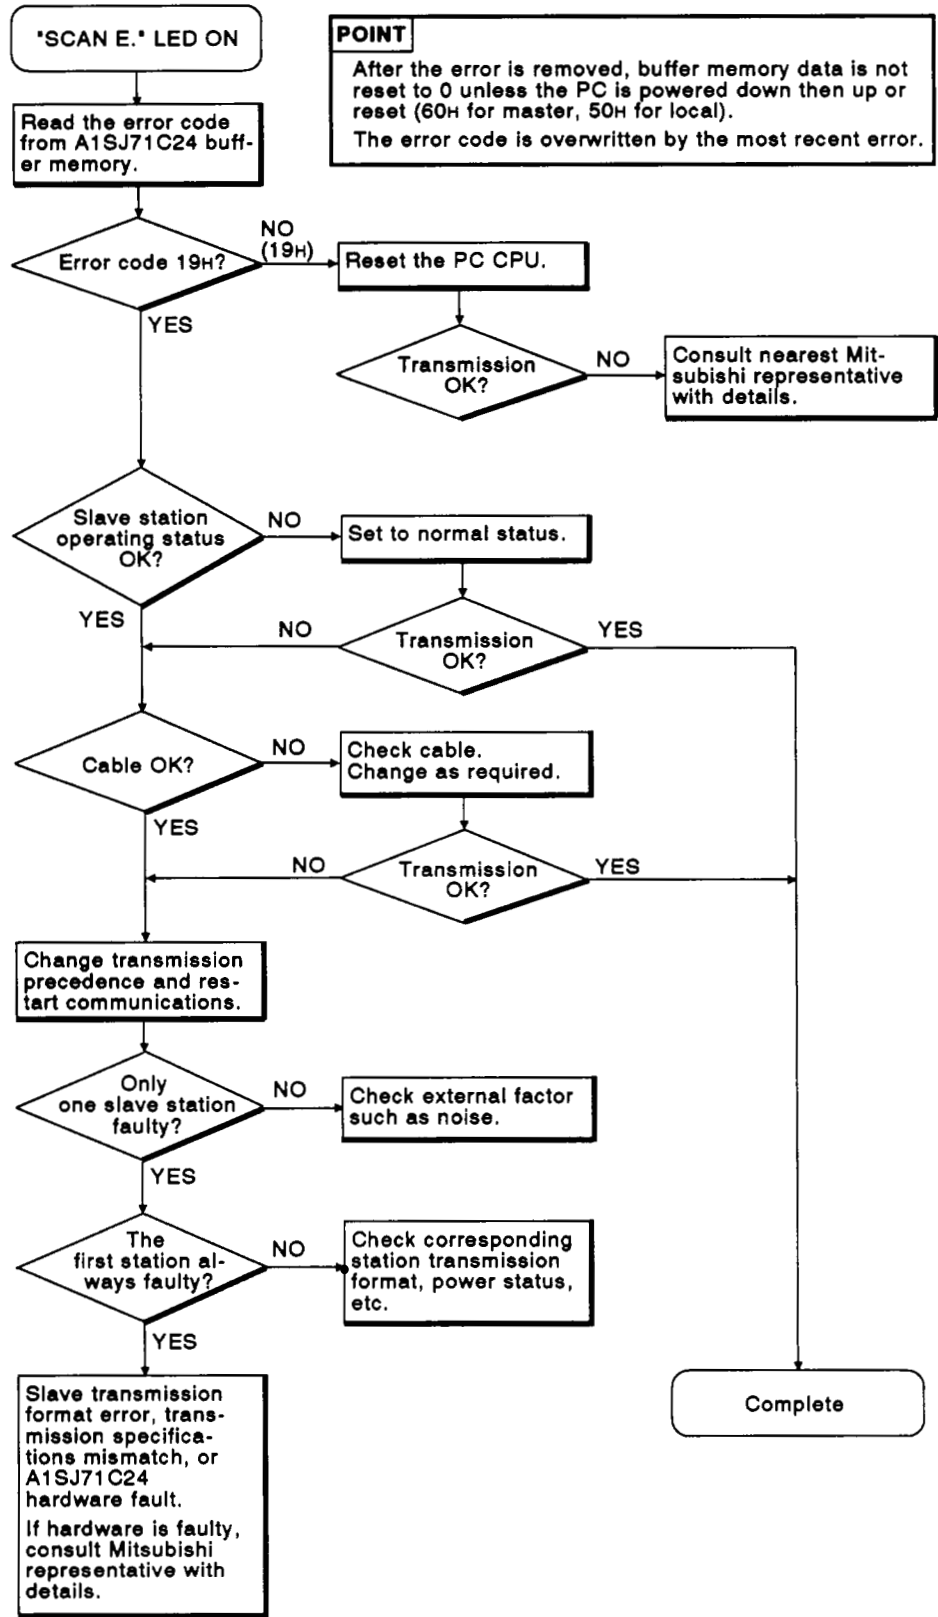 "SCAN E." LED ON
POINT
After the error is removed, buffer memory data is not
reset to 0 unless the PC is powered down then up or
reset (60H for master, 50H for local).
The error code is overwritten by the most recent error.
Read the error code
from A1SJ71C24 buff-
er memory.
Error code 19H?
NO
(19H)
Reset the PC CPU.
YES
Transmission
OK?
NO
Consult nearest Mit-
subishi representative
with details.
Slave station
operating status
OK?
NO
Set to normal status.
YES
NO
Transmission
OK?
YES
Cable OK?
NO
Check cable.
Change as required.
YES
NO
Transmission
OK?
YES
Change transmission
precedence and res-
tart communications.
Only
one slave station
faulty?
NO
Check external factor
such as noise.
YES
The
first station al-
ways faulty?
NO
Check corresponding
station transmission
format, power status,
etc.
YES
Slave transmission
format error, trans-
mission specifica-
tions mismatch, or
A1SJ71C24
hardware fault.
If hardware is faulty,
consult Mitsubishi
representative with
details.
Complete